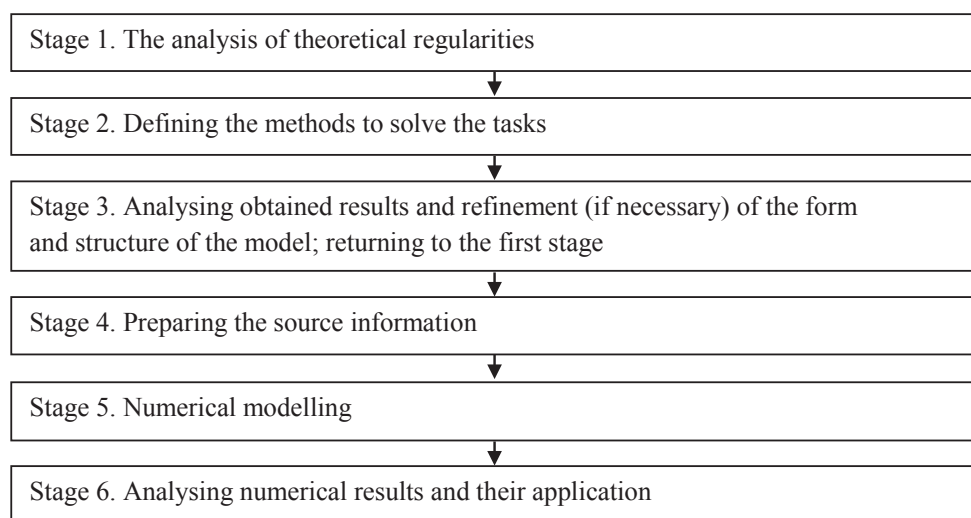 Stage 1. The analysis of theoretical regularities
Stage 2. Defining the methods to solve the tasks
Stage 3. Analysing obtained results and refinement (if necessary) of the form
and structure of the model; returning to the first stage
Stage 4. Preparing the source information
Stage 5. Numerical modelling
Stage 6. Analysing numerical results and their application